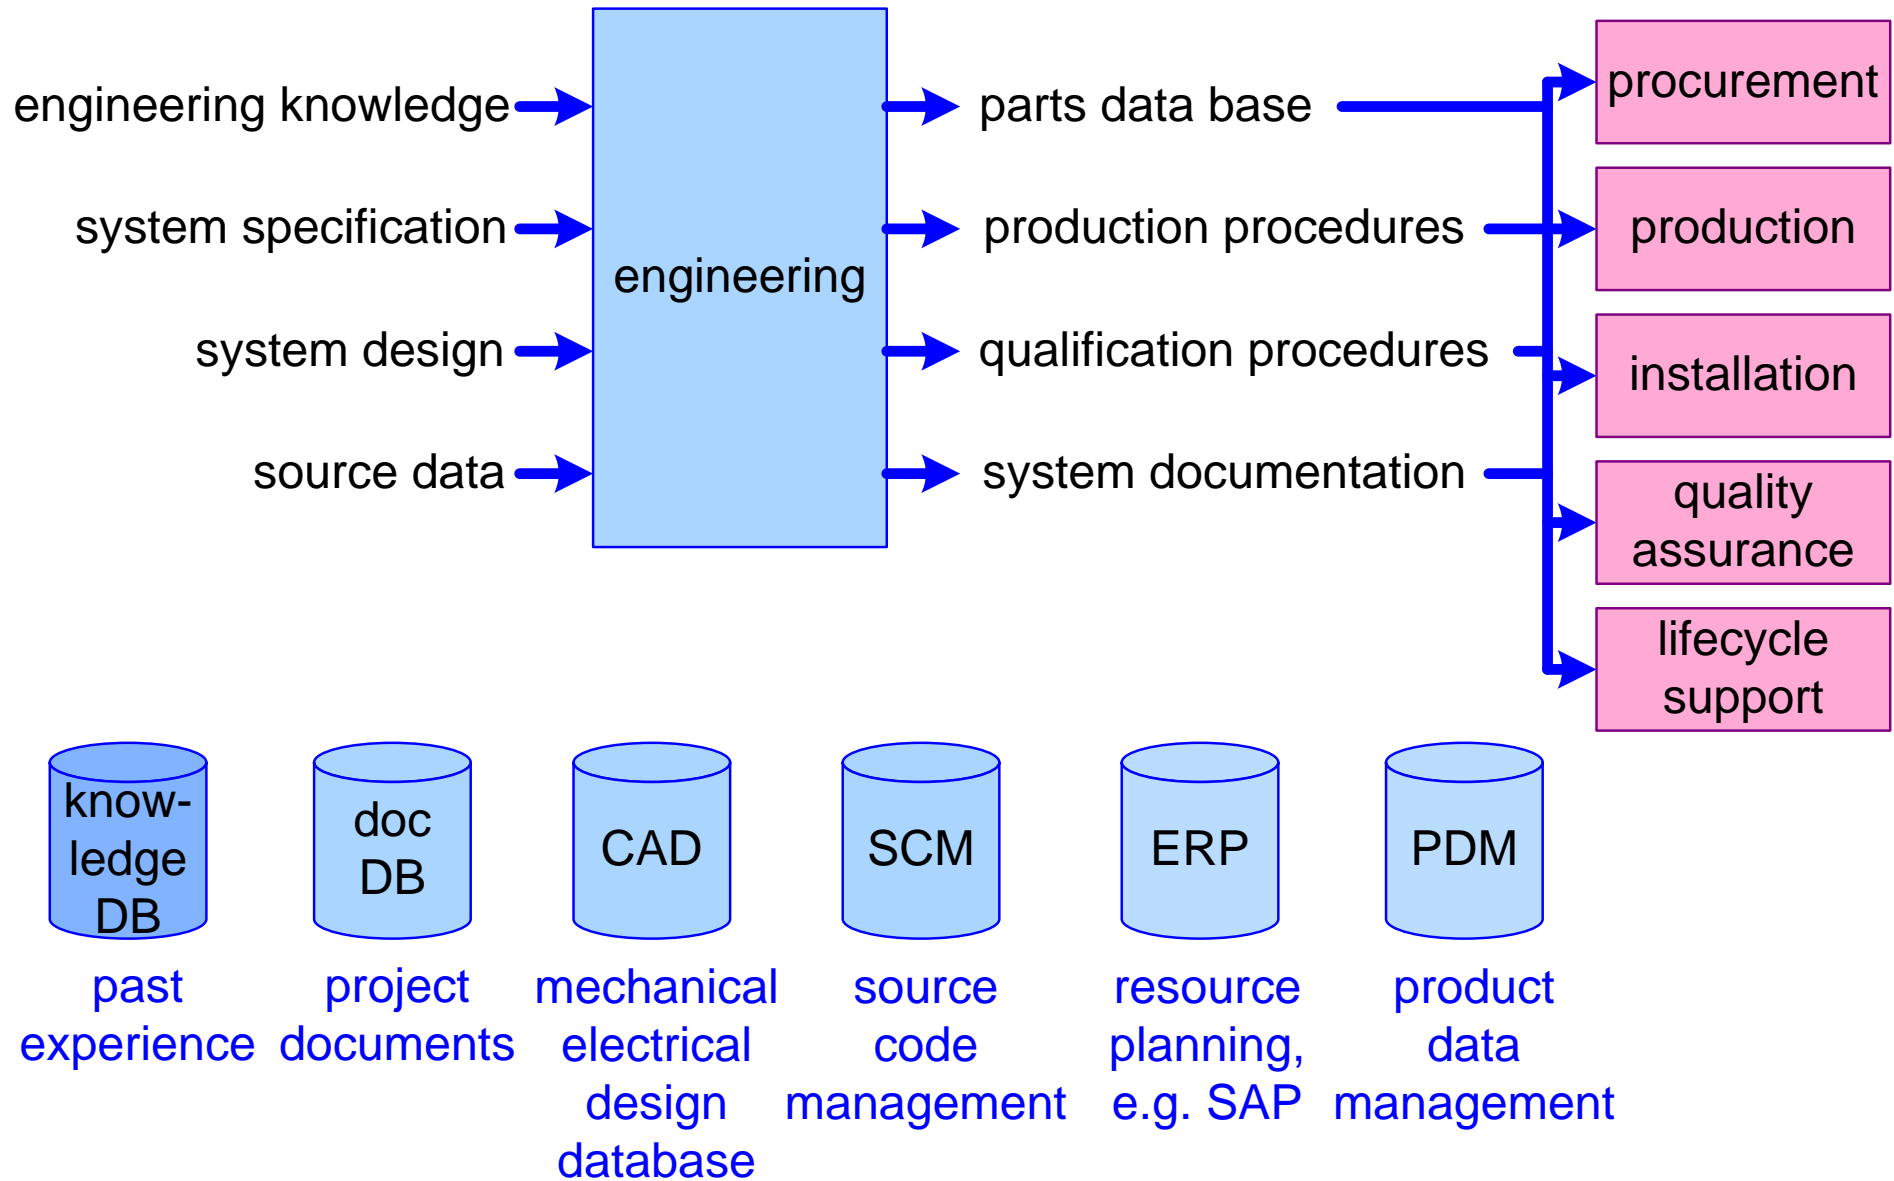 engineering knowledge
system specification
system design
source data
engineering
parts data base
production procedures
qualification procedures
system documentation
procurement
production
installation
quality
assurance
lifecycle
support
know-
ledge
DB
past
experience
doc
DB
project
documents
CAD
mechanical
electrical
design
database
SCM
source
code
management
ERP
resource
planning,
e.g. SAP
PDM
product
data
management